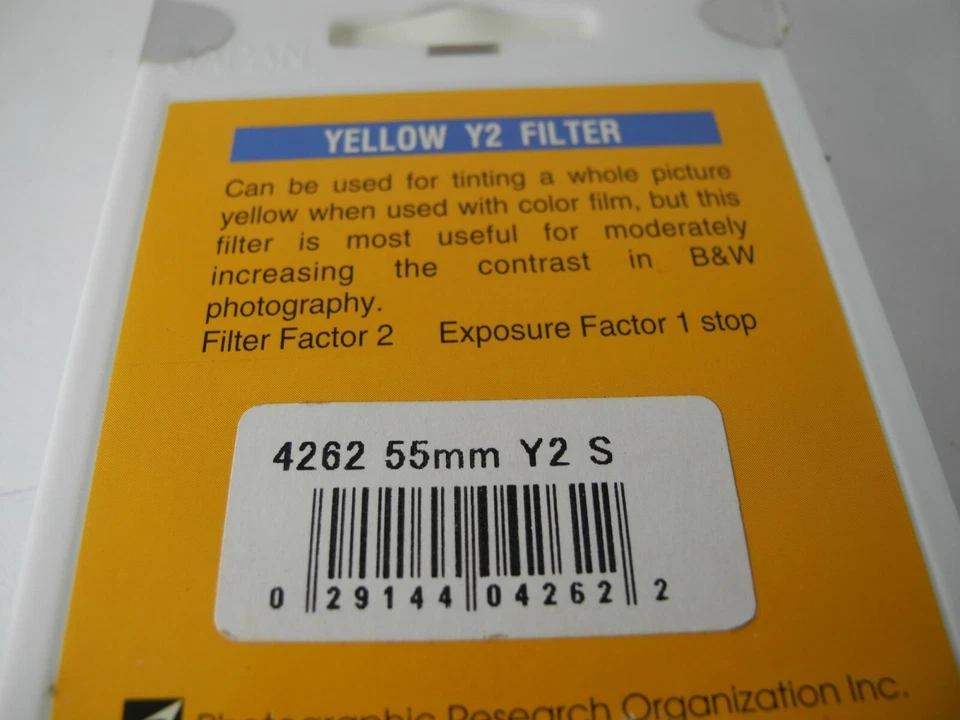 JAPAN
YELLOW Y2 FILTER
Can be used for tinting a whole picture
yellow when used with color film, but this
filter is most useful for moderately
increasing the contrast in B&W
photography.
Filter Factor 2 Exposure Factor 1 stop
4262 55mm Y2 S
0 29144 04262 2
Photographic Research Organization Inc.